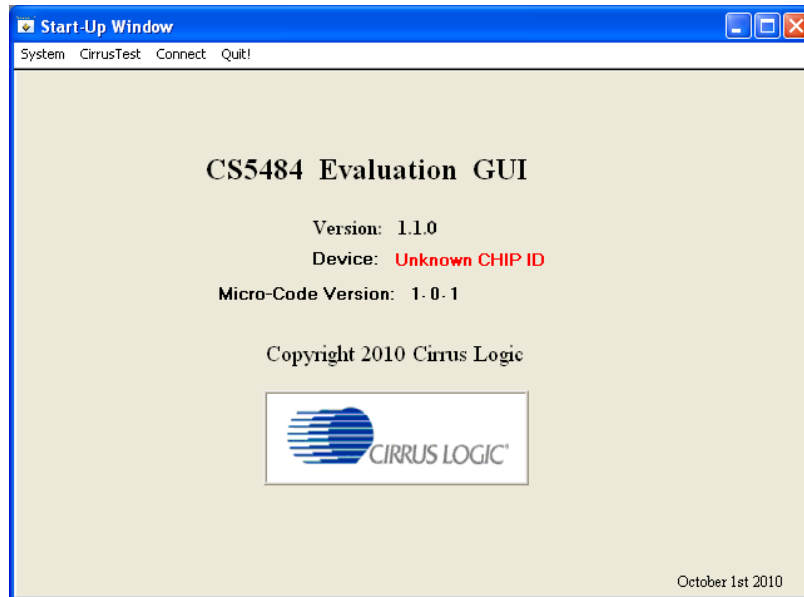 Start-Up Window
System CirrusTest Connect Quit!
CS5484 Evaluation GUI
Version: 1.1.0
Device: Unknown CHIP ID
Micro-Code Version: 1.0.1
Copyright 2010 Cirrus Logic
CIRRUS LOGIC®
October 1st 2010